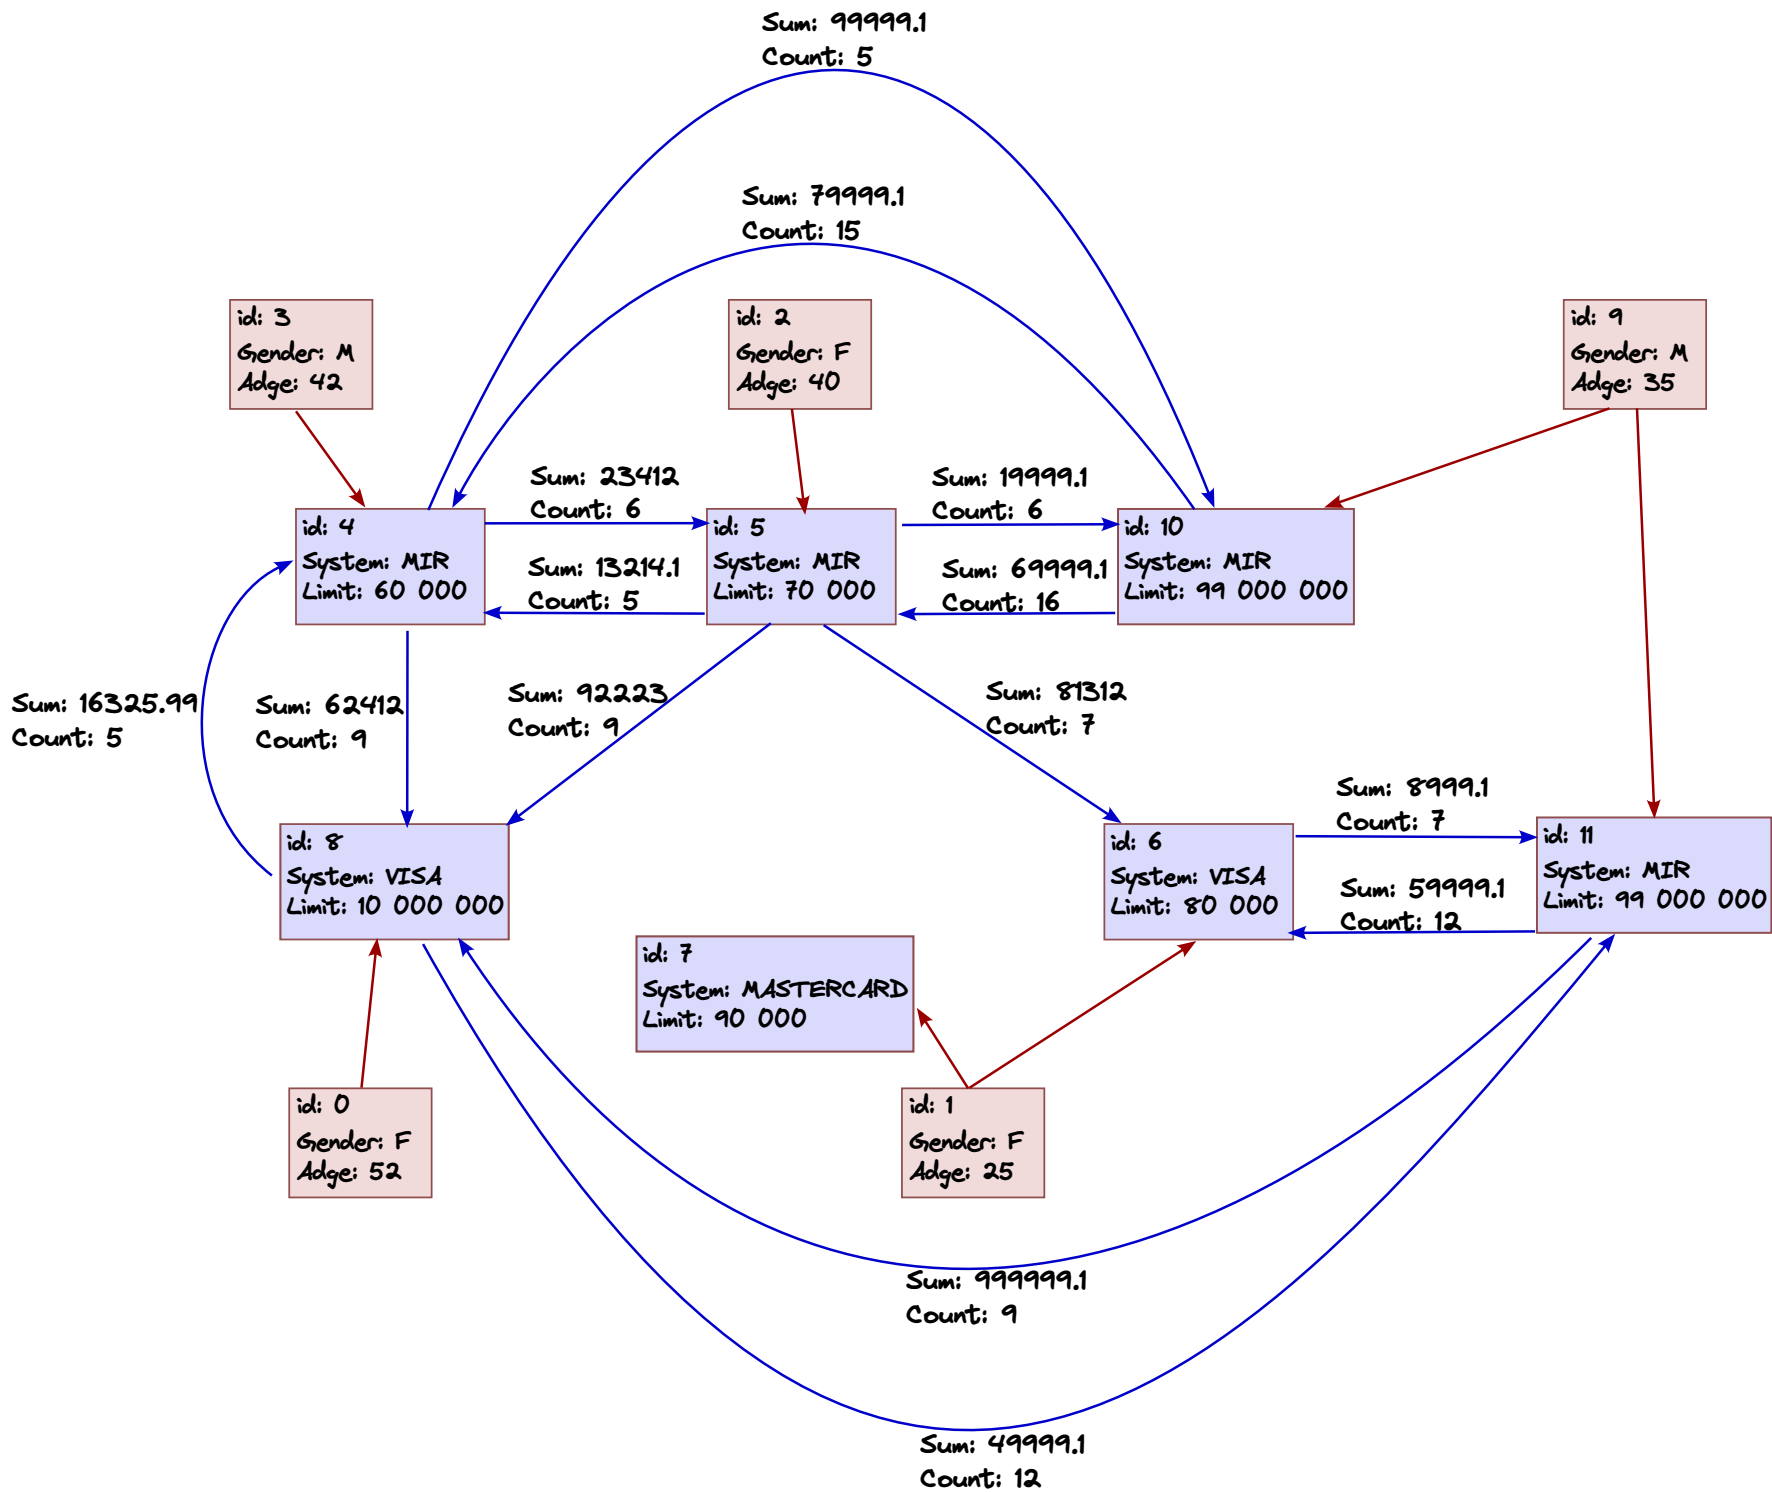 Sum: 99999.1
Count: 5
Sum: 79999.1
Count: 15
id: 3
Gender: M
Adge: 42
id: 2
Gender: F
Adge: 40
id: 9
Gender: M
Adge: 35
Sum: 23412
Count: 6
Sum: 19999.1
Count: 6
id: 4
System: MIR
Limit: 60 000
Sum: 13214.1
Count: 5
id: 5
System: MIR
Limit: 70 000
Sum: 69999.1
Count: 16
id: 10
System: MIR
Limit: 99 000 000
Sum: 16325.99
Count: 5
Sum: 62412
Count: 9
Sum: 92223
Count: 9
Sum: 81312
Count: 7
Sum: 8999.1
Count: 7
id: 8
System: VISA
Limit: 10 000 000
id: 6
System: VISA
Limit: 80 000
Sum: 59999.1
Count: 12
id: 11
System: MIR
Limit: 99 000 000
id: 7
System: MASTERCARD
Limit: 90 000
id: 0
Gender: F
Adge: 52
id: 1
Gender: F
Adge: 25
Sum: 999999.1
Count: 9
Sum: 49999.1
Count: 12